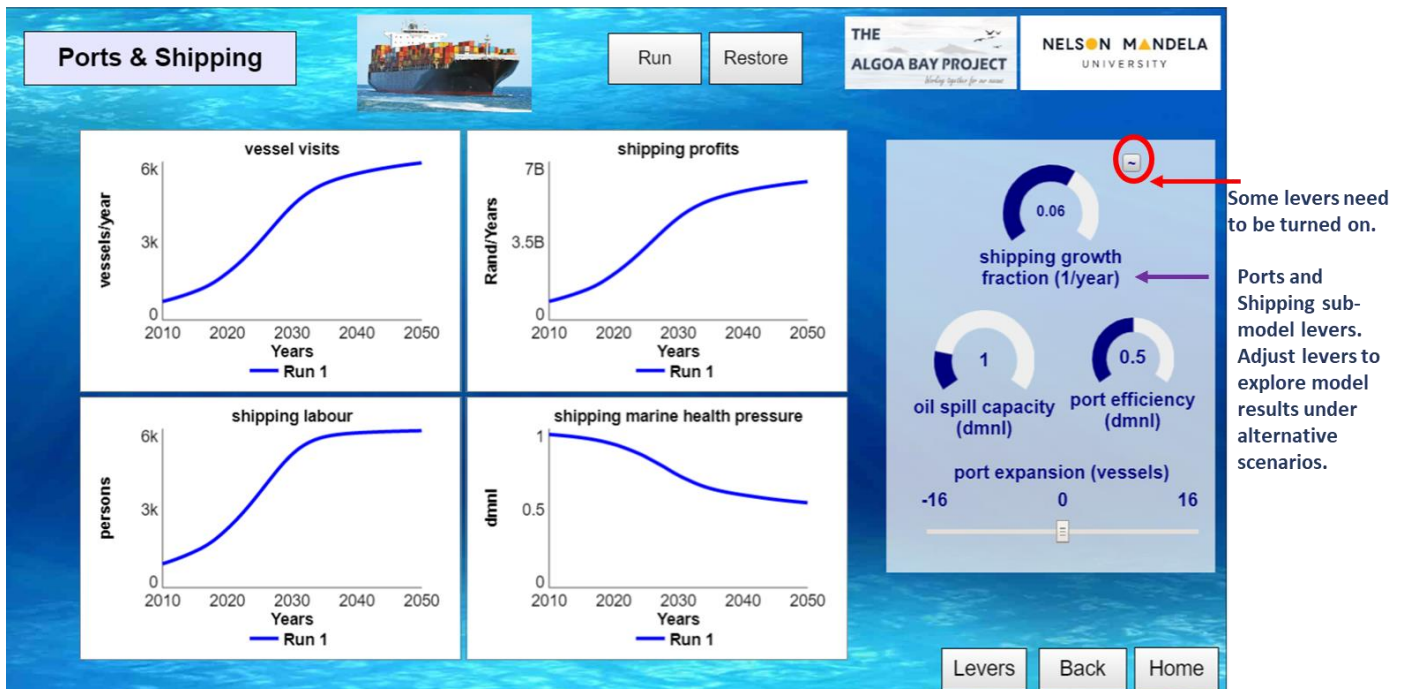 Ports & Shipping
Run
Restore
THE
ALGOA BAY PROJECT
Working together for our ocean
NELSON MANDELA
UNIVERSITY
vessel visits
vessels/year
6k
3k
0
2010 2020 2030 2040 2050
Years
Run 1
shipping profits
Rand/Years
7B
3.5B
0
2010 2020 2030 2040 2050
Years
Run 1
shipping labour
persons
6k
3k
0
2010 2020 2030 2040 2050
Years
Run 1
shipping marine health pressure
dmnl
1
0.5
0
2010 2020 2030 2040 2050
Years
Run 1
~
0.06
shipping growth
fraction (1/year)
1
oil spill capacity
(dmnl)
0.5
port efficiency
(dmnl)
port expansion (vessels)
-16 0 16
Some levers need
to be turned on.
Ports and
Shipping sub-
model levers.
Adjust levers to
explore model
results under
alternative
scenarios.
Levers
Back
Home